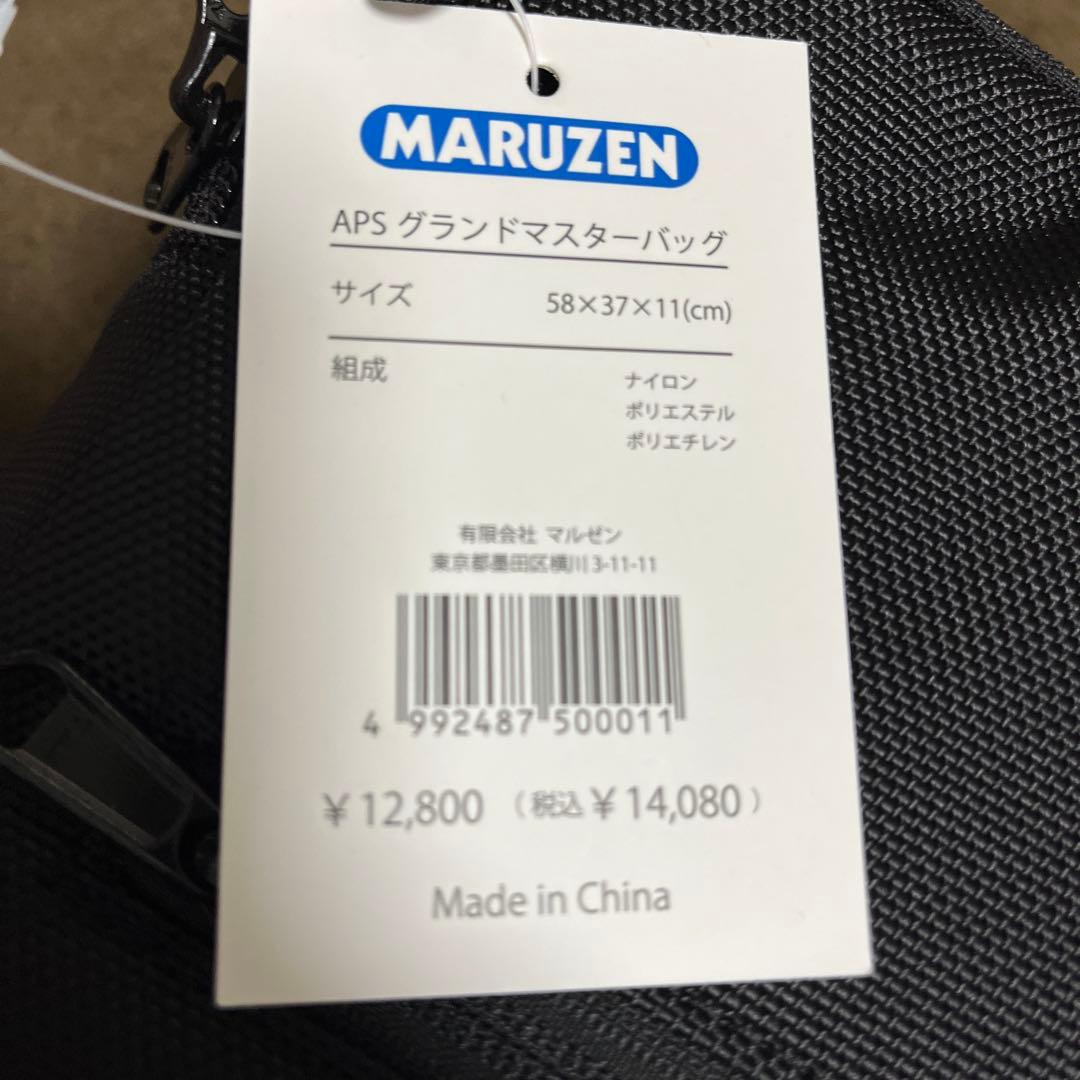 MARUZEN
APS グランドマスターバッグ
サイズ 58×37×11(cm)
組成 ナイロン
ポリエステル
ポリエチレン
有限会社 マルゼン
東京都墨田区横川3-11-11
4 992487 500011
￥12,800 （税込￥14,080）
Made in China